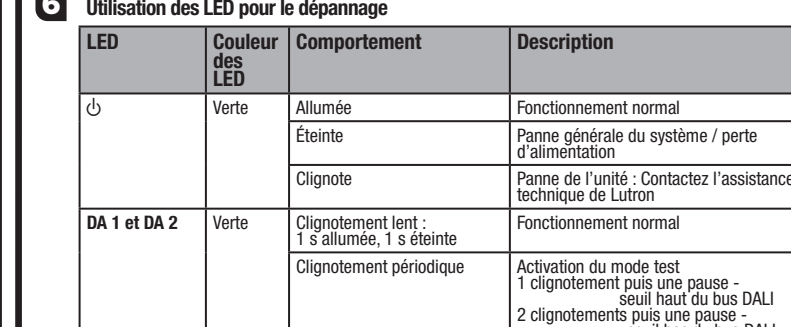 6 Utilisation des LED pour le dépannage
LED Couleur des LED Comportement Description
⏻ Verte Allumée Fonctionnement normal
Éteinte Panne générale du système / perte
d'alimentation
Clignote Panne de l'unité : Contactez l'assistance
technique de Lutron
DA 1 et DA 2 Verte Clignotement lent :
1 s allumée, 1 s éteinte
Fonctionnement normal
Clignotement périodique Activation du mode test
1 clignotement puis une pause -
seuil haut du bus DALI
2 clignotements puis une pause -